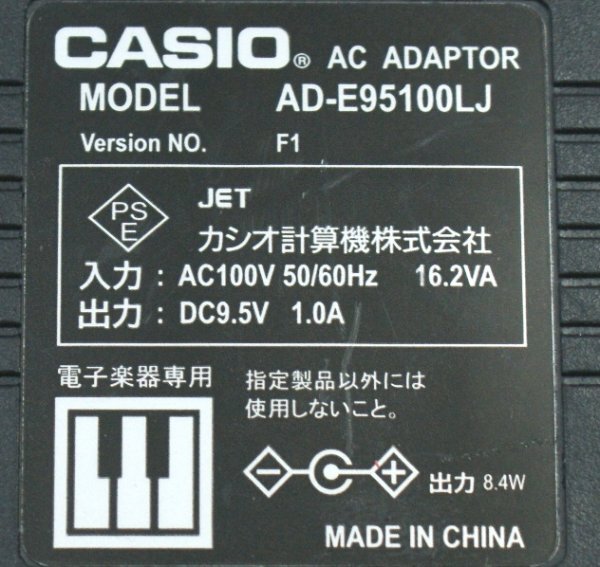 CASIO® AC ADAPTOR
MODEL AD-E95100LJ
Version NO. F1
PS
E
JET
カシオ計算機株式会社
入力：AC100V 50/60Hz 16.2VA
出力：DC9.5V 1.0A
電子楽器専用
指定製品以外には
使用しないこと。
出力 8.4W
MADE IN CHINA